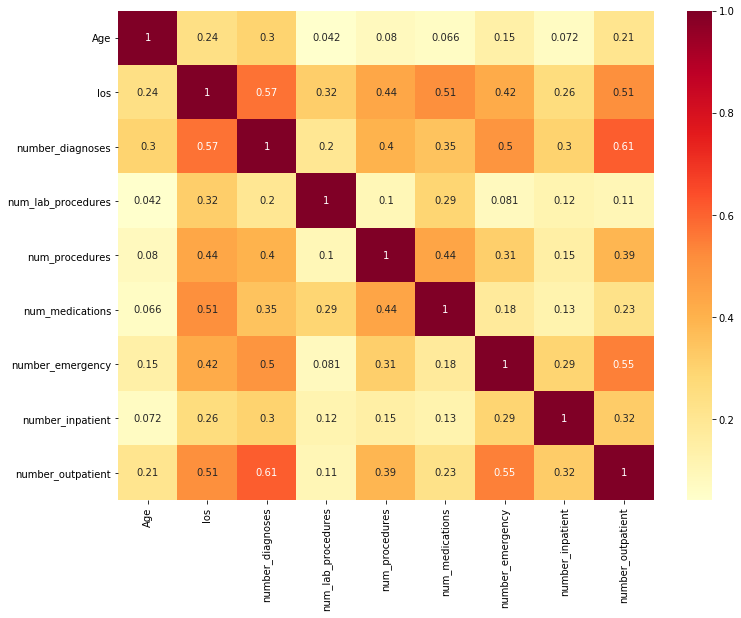 Age 1 0.24 0.3 0.042 0.08 0.066 0.15 0.072 0.21
los 0.24 1 0.57 0.32 0.44 0.51 0.42 0.26 0.51
number_diagnoses 0.3 0.57 1 0.2 0.4 0.35 0.5 0.3 0.61
num_lab_procedures 0.042 0.32 0.2 1 0.1 0.29 0.081 0.12 0.11
num_procedures 0.08 0.44 0.4 0.1 1 0.44 0.31 0.15 0.39
num_medications 0.066 0.51 0.35 0.29 0.44 1 0.18 0.13 0.23
number_emergency 0.15 0.42 0.5 0.081 0.31 0.18 1 0.29 0.55
number_inpatient 0.072 0.26 0.3 0.12 0.15 0.13 0.29 1 0.32
number_outpatient 0.21 0.51 0.61 0.11 0.39 0.23 0.55 0.32 1
Age
los
number_diagnoses
num_lab_procedures
num_procedures
num_medications
number_emergency
number_inpatient
number_outpatient
1.0
0.8
0.6
0.4
0.2